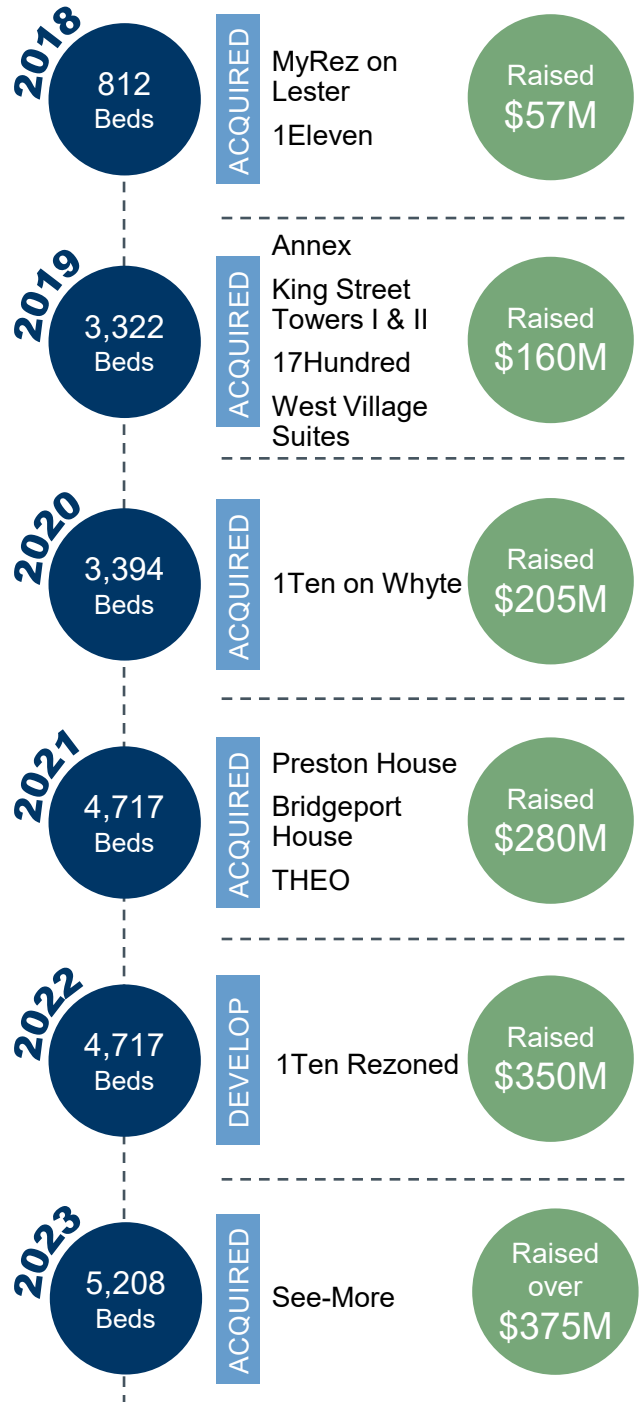 2018
812
Beds
ACQUIRED
MyRez on
Lester
1Eleven
Raised
$57M
2019
3,322
Beds
ACQUIRED
Annex
King Street
Towers I & II
17Hundred
West Village
Suites
Raised
$160M
2020
3,394
Beds
ACQUIRED
1Ten on Whyte
Raised
$205M
2021
4,717
Beds
ACQUIRED
Preston House
Bridgeport
House
THEO
Raised
$280M
2022
4,717
Beds
DEVELOP
1Ten Rezoned
Raised
$350M
2023
5,208
Beds
ACQUIRED
See-More
Raised
over
$375M